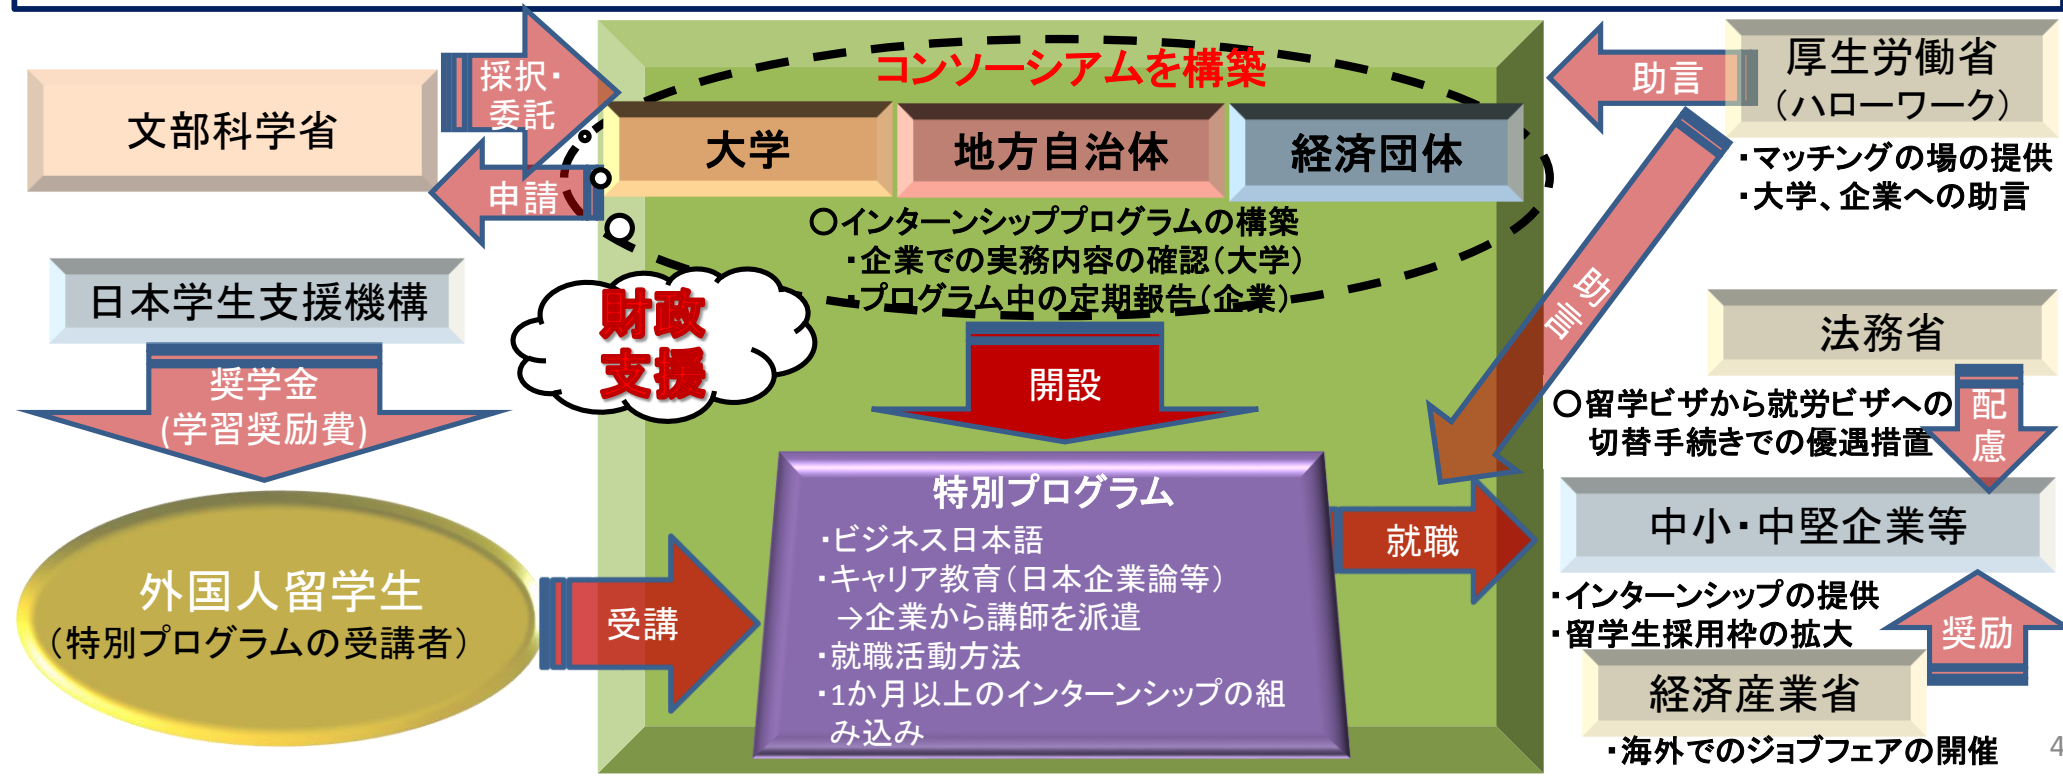 文部科学省
採択・
委託
申請
日本学生支援機構
奨学金
(学習奨励費)
外国人留学生
(特別プログラムの受講者)
受講
コンソーシアムを構築
大学
地方自治体
経済団体
○インターンシッププログラムの構築
・企業での実務内容の確認(大学)
・プログラム中の定期報告(企業)
財政
支援
開設
特別プログラム
・ビジネス日本語
・キャリア教育(日本企業論等)
→企業から講師を派遣
・就職活動方法
・1か月以上のインターンシップの組
み込み
就職
助言
厚生労働省
(ハローワーク)
・マッチングの場の提供
・大学、企業への助言
助言
法務省
○留学ビザから就労ビザへの
切替手続きでの優遇措置
配
慮
中小・中堅企業等
・インターンシップの提供
・留学生採用枠の拡大
奨励
経済産業省
・海外でのジョブフェアの開催
4